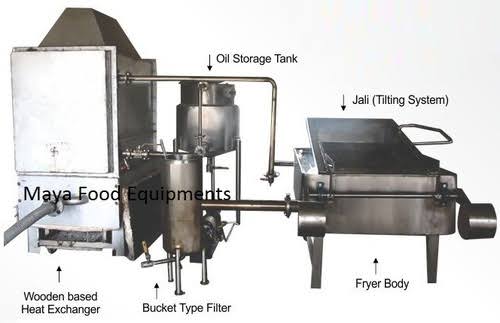 Oil Storage Tank
Jali (Tilting System)
Maya Food Equipments
Wooden based
Heat Exchanger
Bucket Type Filter
Fryer Body